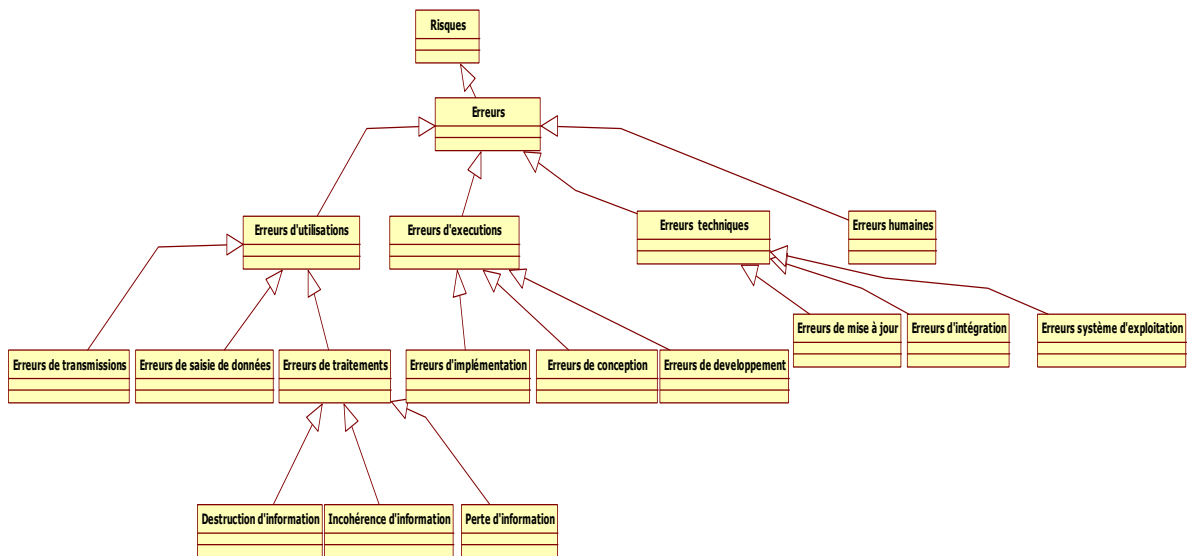 Risques
Erreurs
Erreurs d'utilisations
Erreurs d'executions
Erreurs techniques
Erreurs humaines
Erreurs de mise à jour
Erreurs d'intégration
Erreurs système d'exploitation
Erreurs de transmissions
Erreurs de saisie de données
Erreurs de traitements
Erreurs d'implémentation
Erreurs de conception
Erreurs de developpement
Destruction d'information
Incohérence d'information
Perte d'information